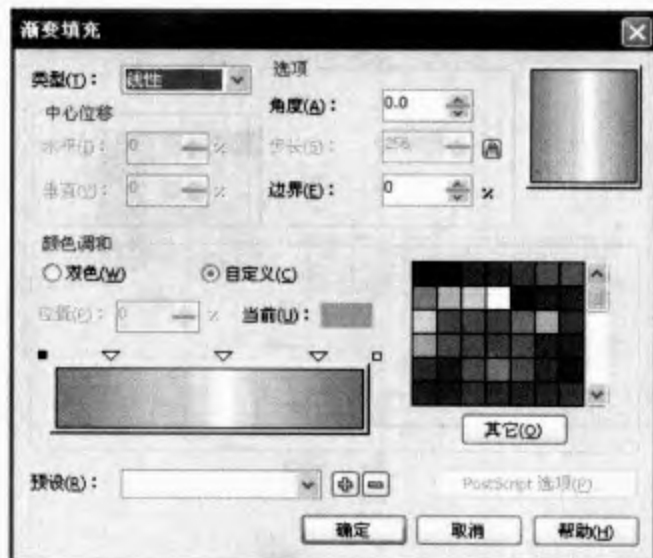 渐变填充
类型(T)： 线性
选项
中心位移
角度(A)： 0.0
水平(I)： 0 %
步长(S)： 256
垂直(V)： 0 %
边界(E)： 0 %
颜色调和
双色(W) 自定义(C)
位置(P)： 0 % 当前(U)：
其它(O)
预设(R)：
PostScript 选项(P)
确定 取消 帮助(H)